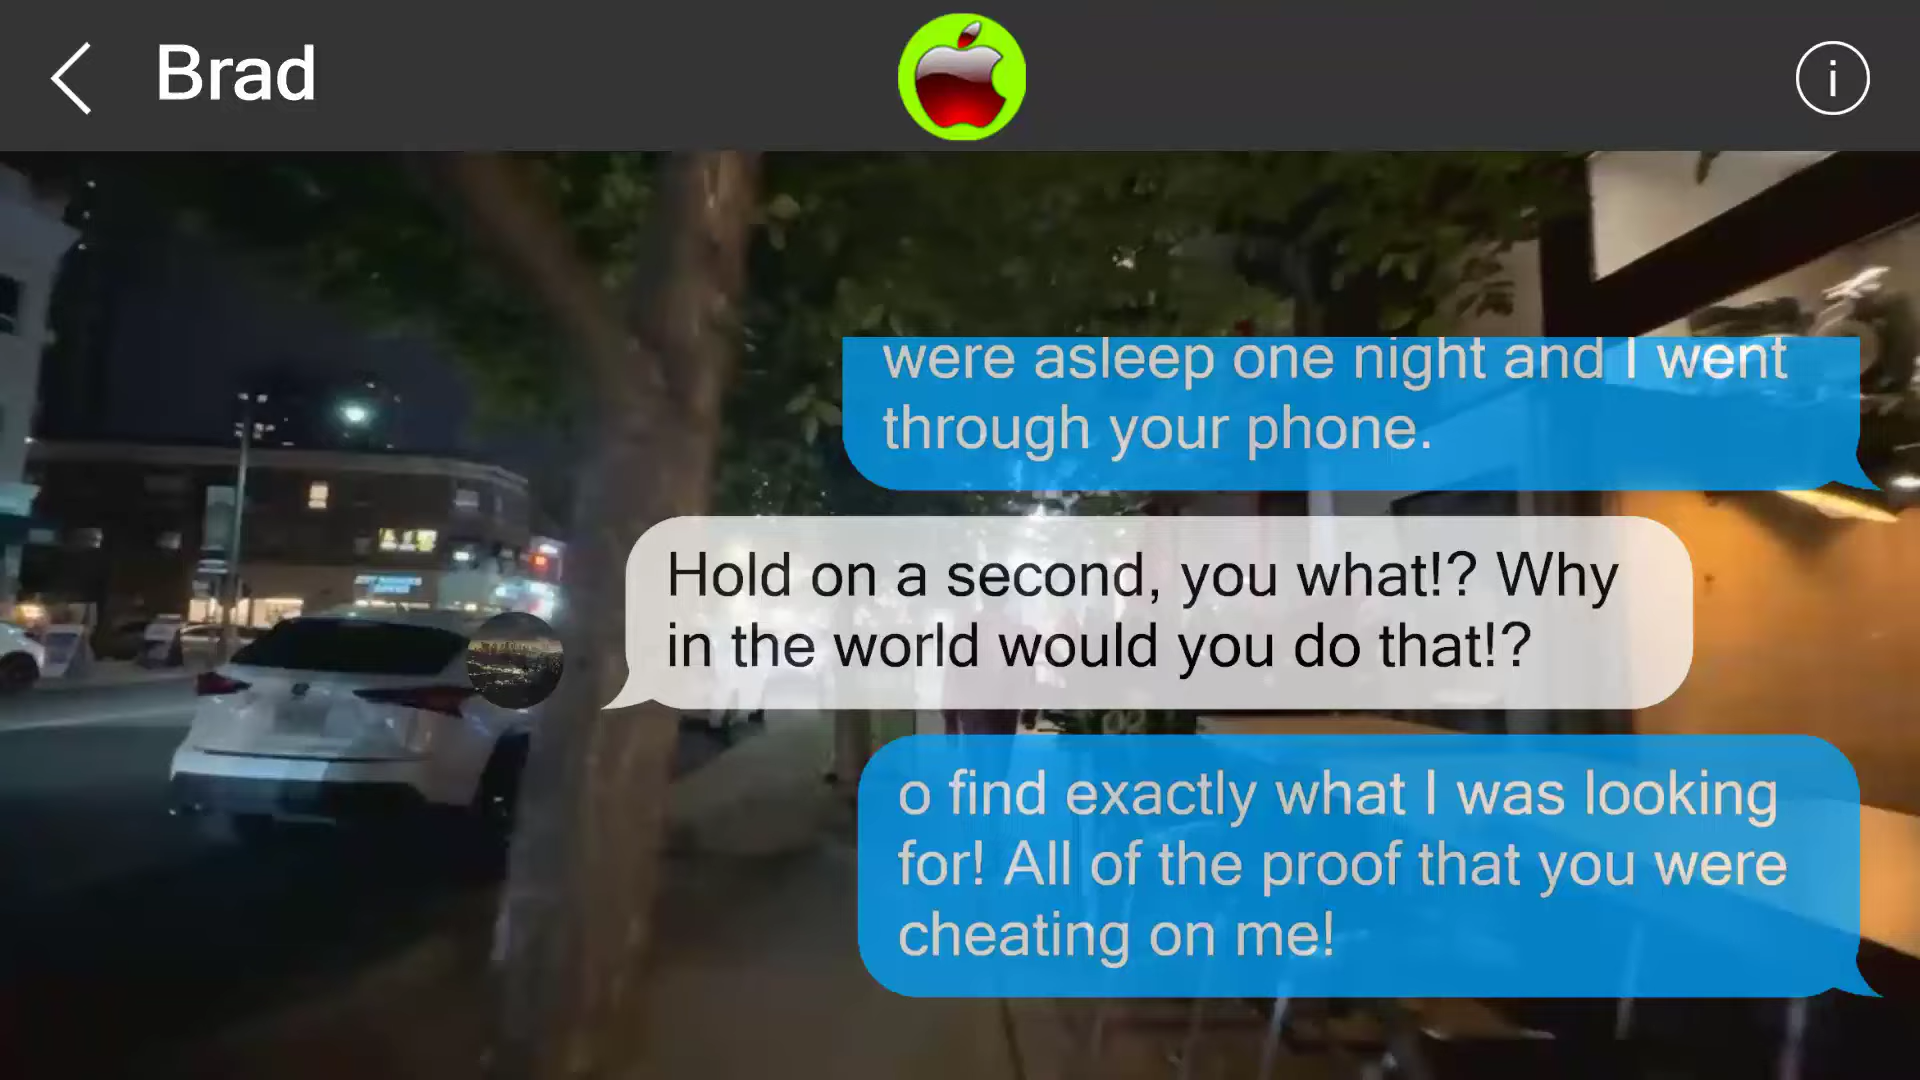 Brad
i
were asleep one night and I went
through your phone.
Hold on a second, you what!? Why
in the world would you do that!?
o find exactly what I was looking
for! All of the proof that you were
cheating on me!